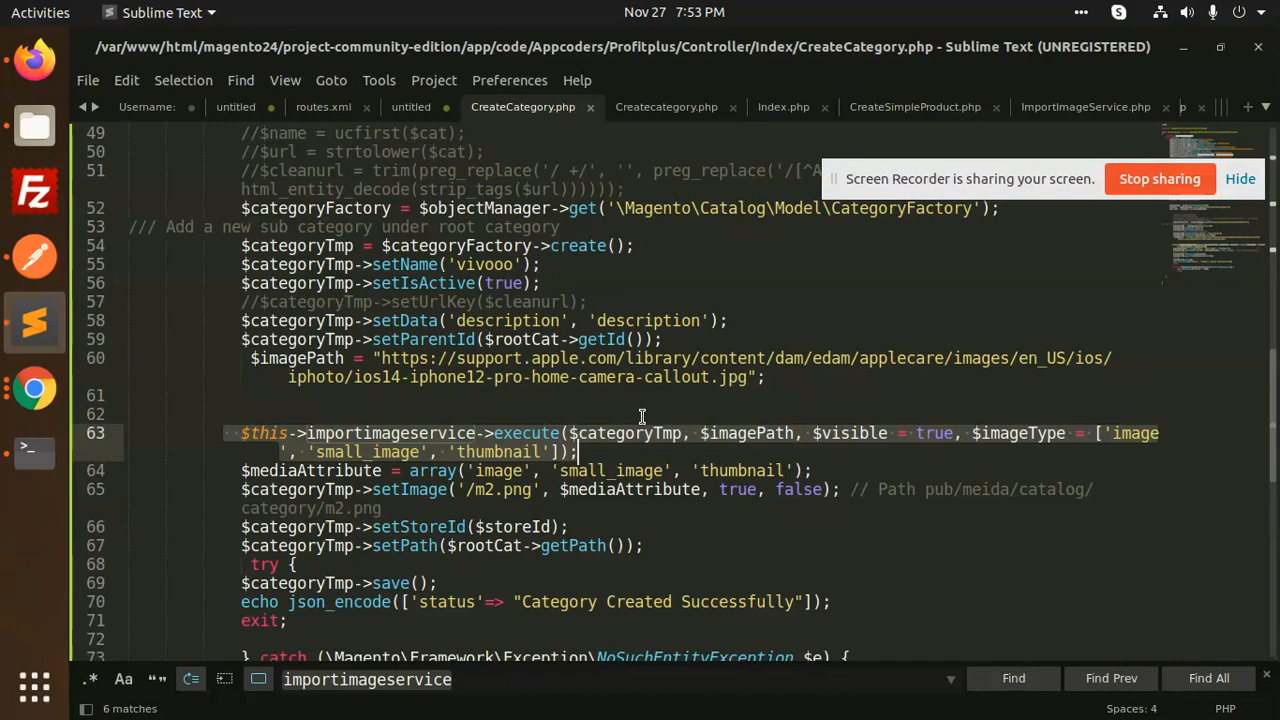 Activities Sublime Text Nov 27 7:53 PM
/var/www/html/magento24/project-community-edition/app/code/Appcoders/Profitplus/Controller/Index/CreateCategory.php - Sublime Text (UNREGISTERED)
File Edit Selection Find View Goto Tools Project Preferences Help
Username: untitled routes.xml untitled CreateCategory.php Createcategory.php Index.php CreateSimpleProduct.php ImportImageService.php p
49 //$name = ucfirst($cat);
50 //$url = strtolower($cat);
51 //$cleanurl = trim(preg_replace('/ +/', '', preg_replace('/[^A
html_entity_decode(strip_tags($url))))));
Screen Recorder is sharing your screen. Stop sharing Hide
52 $categoryFactory = $objectManager->get('\Magento\Catalog\Model\CategoryFactory');
53 /// Add a new sub category under root category
54 $categoryTmp = $categoryFactory->create();
55 $categoryTmp->setName('vivooo');
56 $categoryTmp->setIsActive(true);
57 //$categoryTmp->setUrlKey($cleanurl);
58 $categoryTmp->setData('description', 'description');
59 $categoryTmp->setParentId($rootCat->getId());
60 $imagePath = "https://support.apple.com/library/content/dam/edam/applecare/images/en_US/ios/
iphoto/ios14-iphone12-pro-home-camera-callout.jpg";
61
62
63 $this->importimageservice->execute($categoryTmp, $imagePath, $visible = true, $imageType = ['image
', 'small_image', 'thumbnail']);
64 $mediaAttribute = array('image', 'small_image', 'thumbnail');
65 $categoryTmp->setImage('/m2.png', $mediaAttribute, true, false); // Path pub/meida/catalog/
category/m2.png
66 $categoryTmp->setStoreId($storeId);
67 $categoryTmp->setPath($rootCat->getPath());
68 try {
69 $categoryTmp->save();
70 echo json_encode(['status'=> "Category Created Successfully"]);
71 exit;
72
73 } catch (\Magento\Framework\Exception\NoSuchEntityException $e) {
.* Aa importimageservice Find Find Prev Find All
6 matches Spaces: 4 PHP